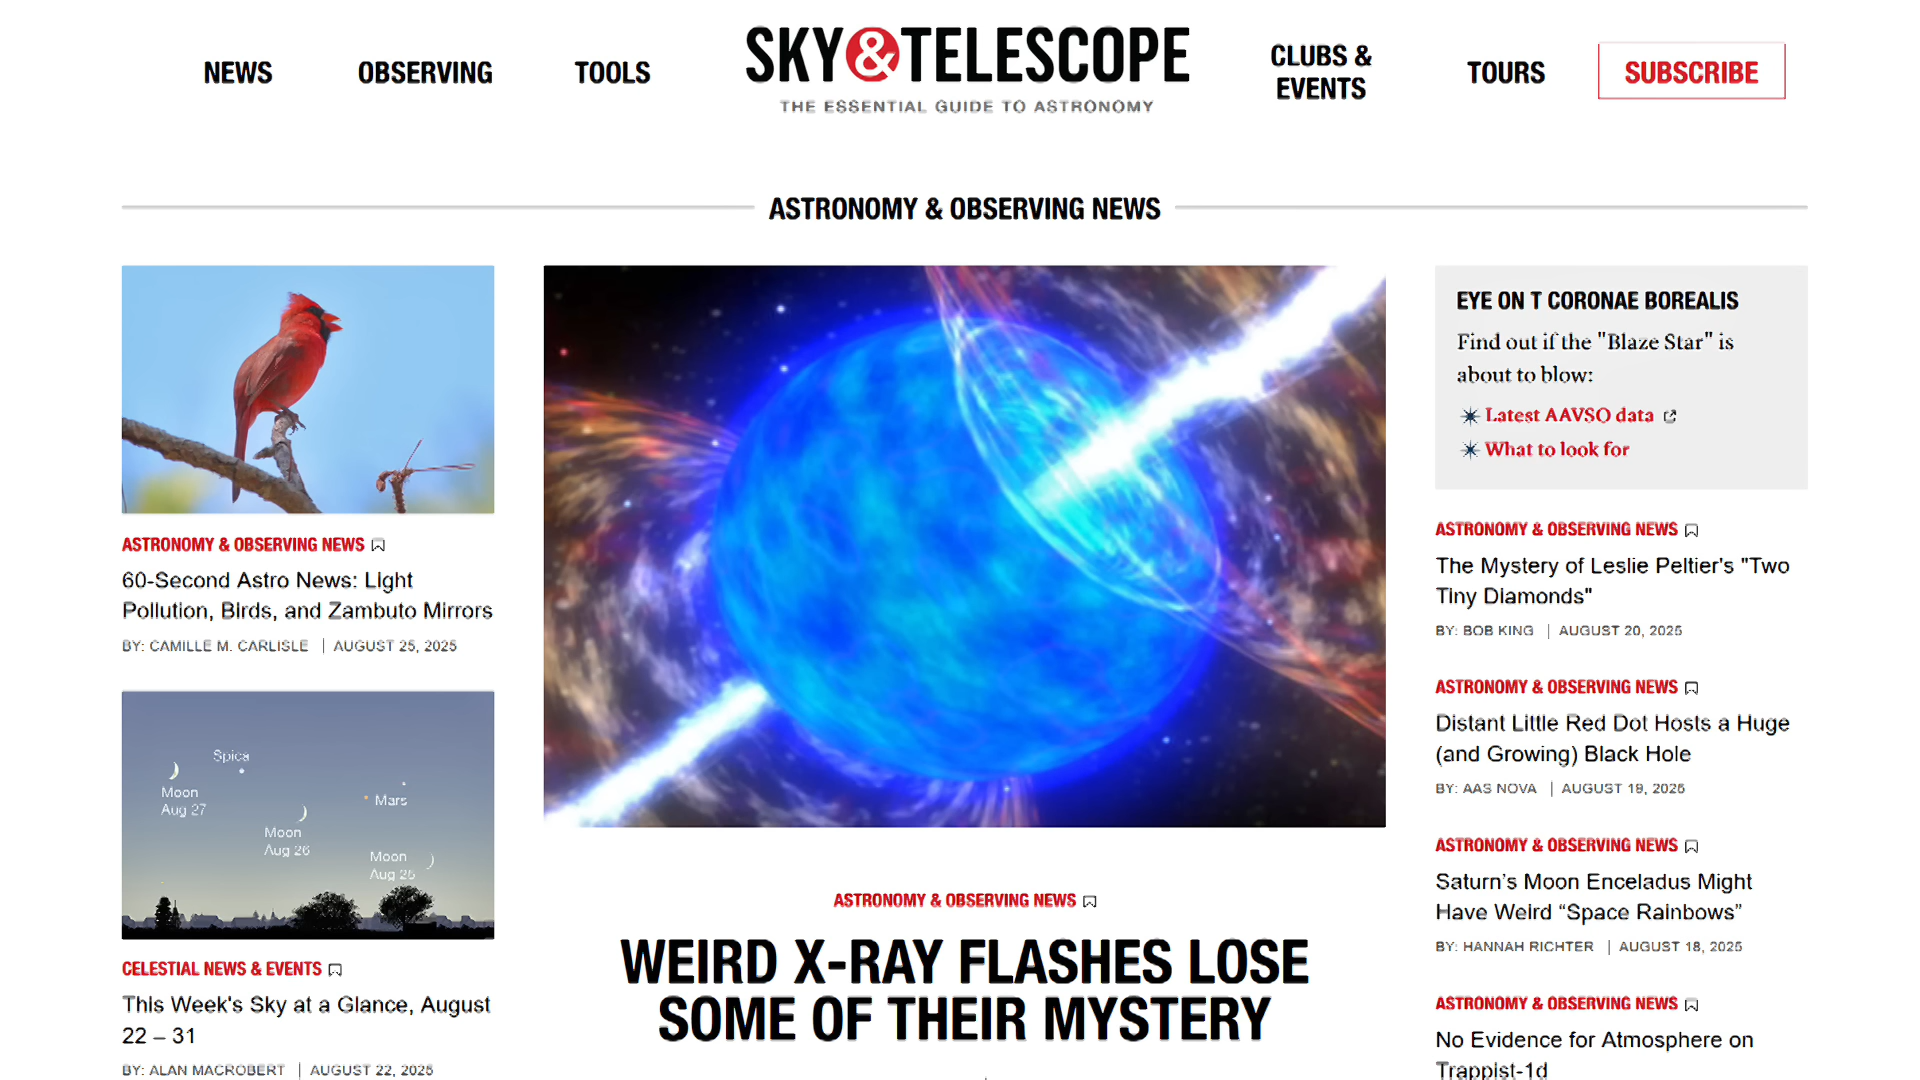 NEWS
OBSERVING
TOOLS
SKY&TELESCOPE
THE ESSENTIAL GUIDE TO ASTRONOMY
CLUBS &
EVENTS
TOURS
SUBSCRIBE
ASTRONOMY & OBSERVING NEWS
ASTRONOMY & OBSERVING NEWS
60-Second Astro News: Light
Pollution, Birds, and Zambuto Mirrors
BY: CAMILLE M. CARLISLE | AUGUST 25, 2025
Spica
Moon
Aug 27
Mars
Moon
Aug 26
Moon
Aug 25
CELESTIAL NEWS & EVENTS
This Week's Sky at a Glance, August
22 – 31
BY: ALAN MACROBERT | AUGUST 22, 2025
ASTRONOMY & OBSERVING NEWS
WEIRD X-RAY FLASHES LOSE
SOME OF THEIR MYSTERY
EYE ON T CORONAE BOREALIS
Find out if the "Blaze Star" is
about to blow:
Latest AAVSO data
What to look for
ASTRONOMY & OBSERVING NEWS
The Mystery of Leslie Peltier's "Two
Tiny Diamonds"
BY: BOB KING | AUGUST 20, 2025
ASTRONOMY & OBSERVING NEWS
Distant Little Red Dot Hosts a Huge
(and Growing) Black Hole
BY: AAS NOVA | AUGUST 19, 2025
ASTRONOMY & OBSERVING NEWS
Saturn’s Moon Enceladus Might
Have Weird “Space Rainbows”
BY: HANNAH RICHTER | AUGUST 18, 2025
ASTRONOMY & OBSERVING NEWS
No Evidence for Atmosphere on
Trappist-1d